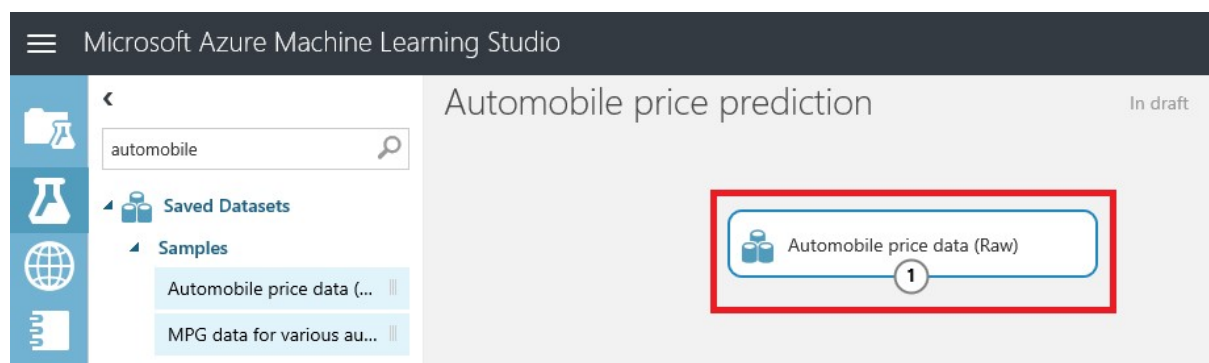 Microsoft Azure Machine Learning Studio
Automobile price prediction
In draft
automobile
Saved Datasets
Samples
Automobile price data (...
MPG data for various au...
Automobile price data (Raw)
1